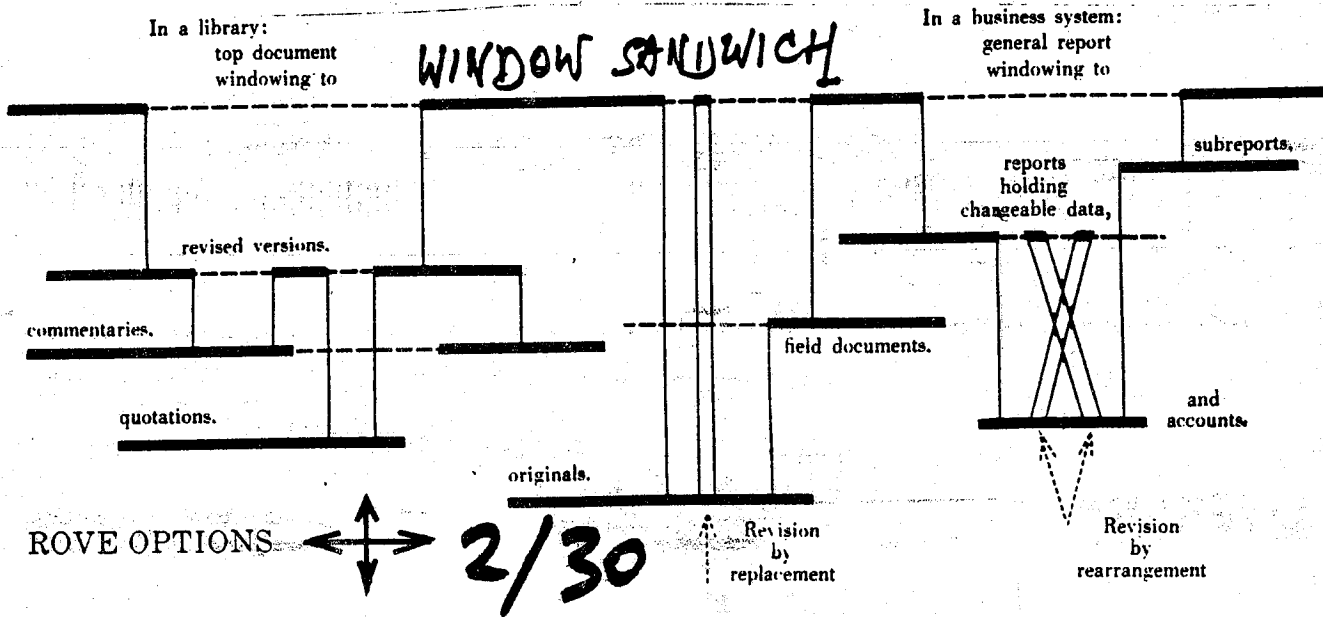 In a library:
top document
windowing to
WINDOW SANDWICH
In a business system:
general report
windowing to
subreports,
reports
holding
changeable data,
revised versions.
commentaries.
field documents.
quotations.
and
accounts.
originals.
ROVE OPTIONS
2/30
Revision
by
replacement
Revision
by
rearrangement